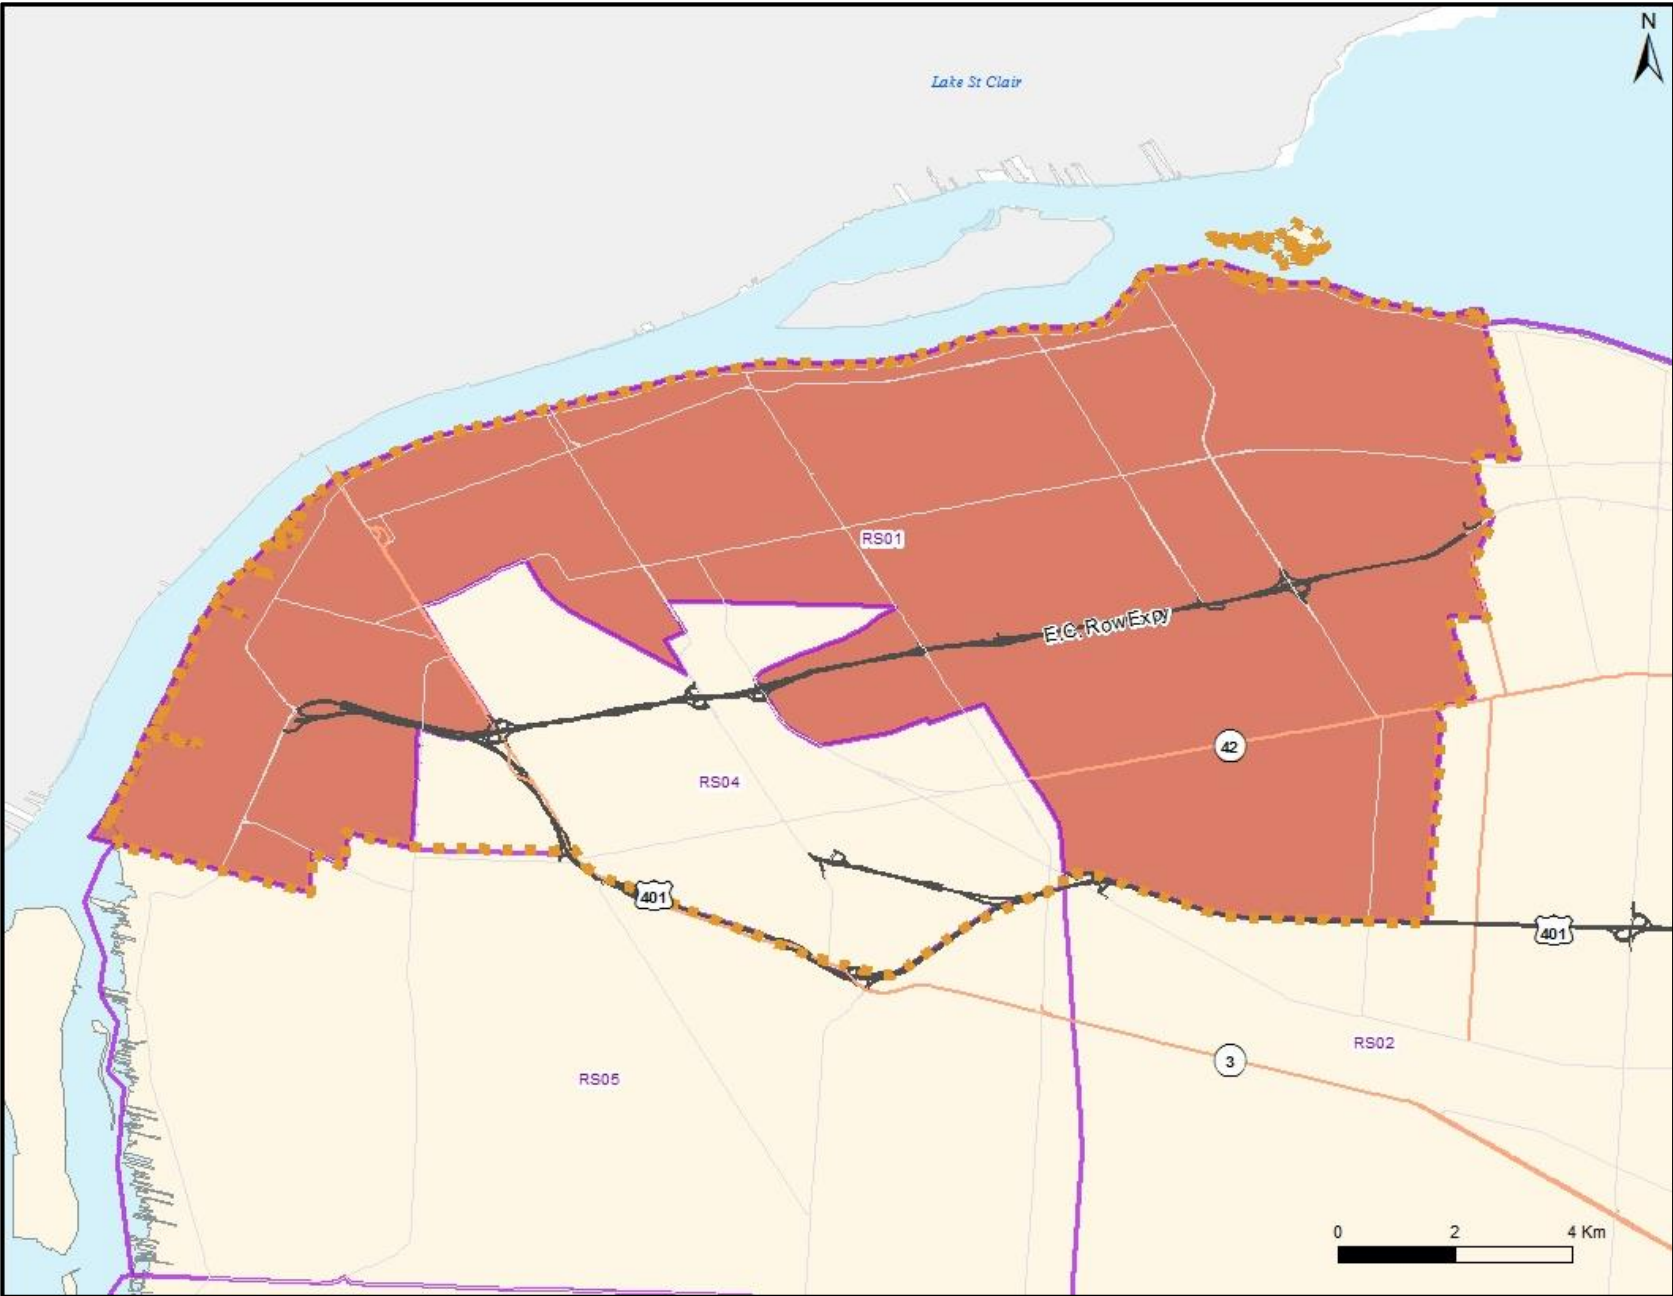 N
Lake St Clair
RS01
E.C. Row Expy
42
RS04
401
401
RS02
3
RS05
0 2 4 Km